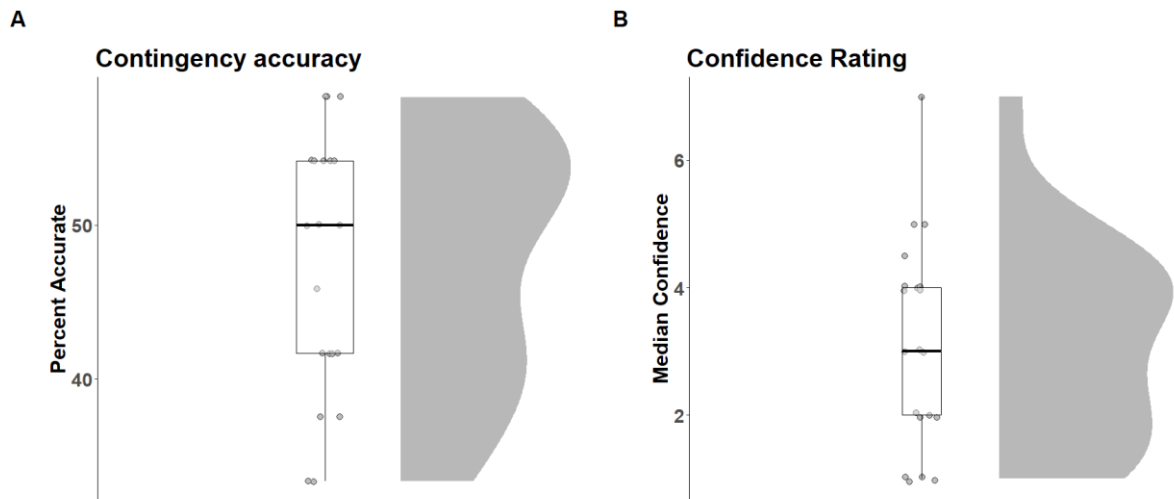 A
Contingency accuracy
Percent Accurate
50
40
B
Confidence Rating
Median Confidence
6
4
2